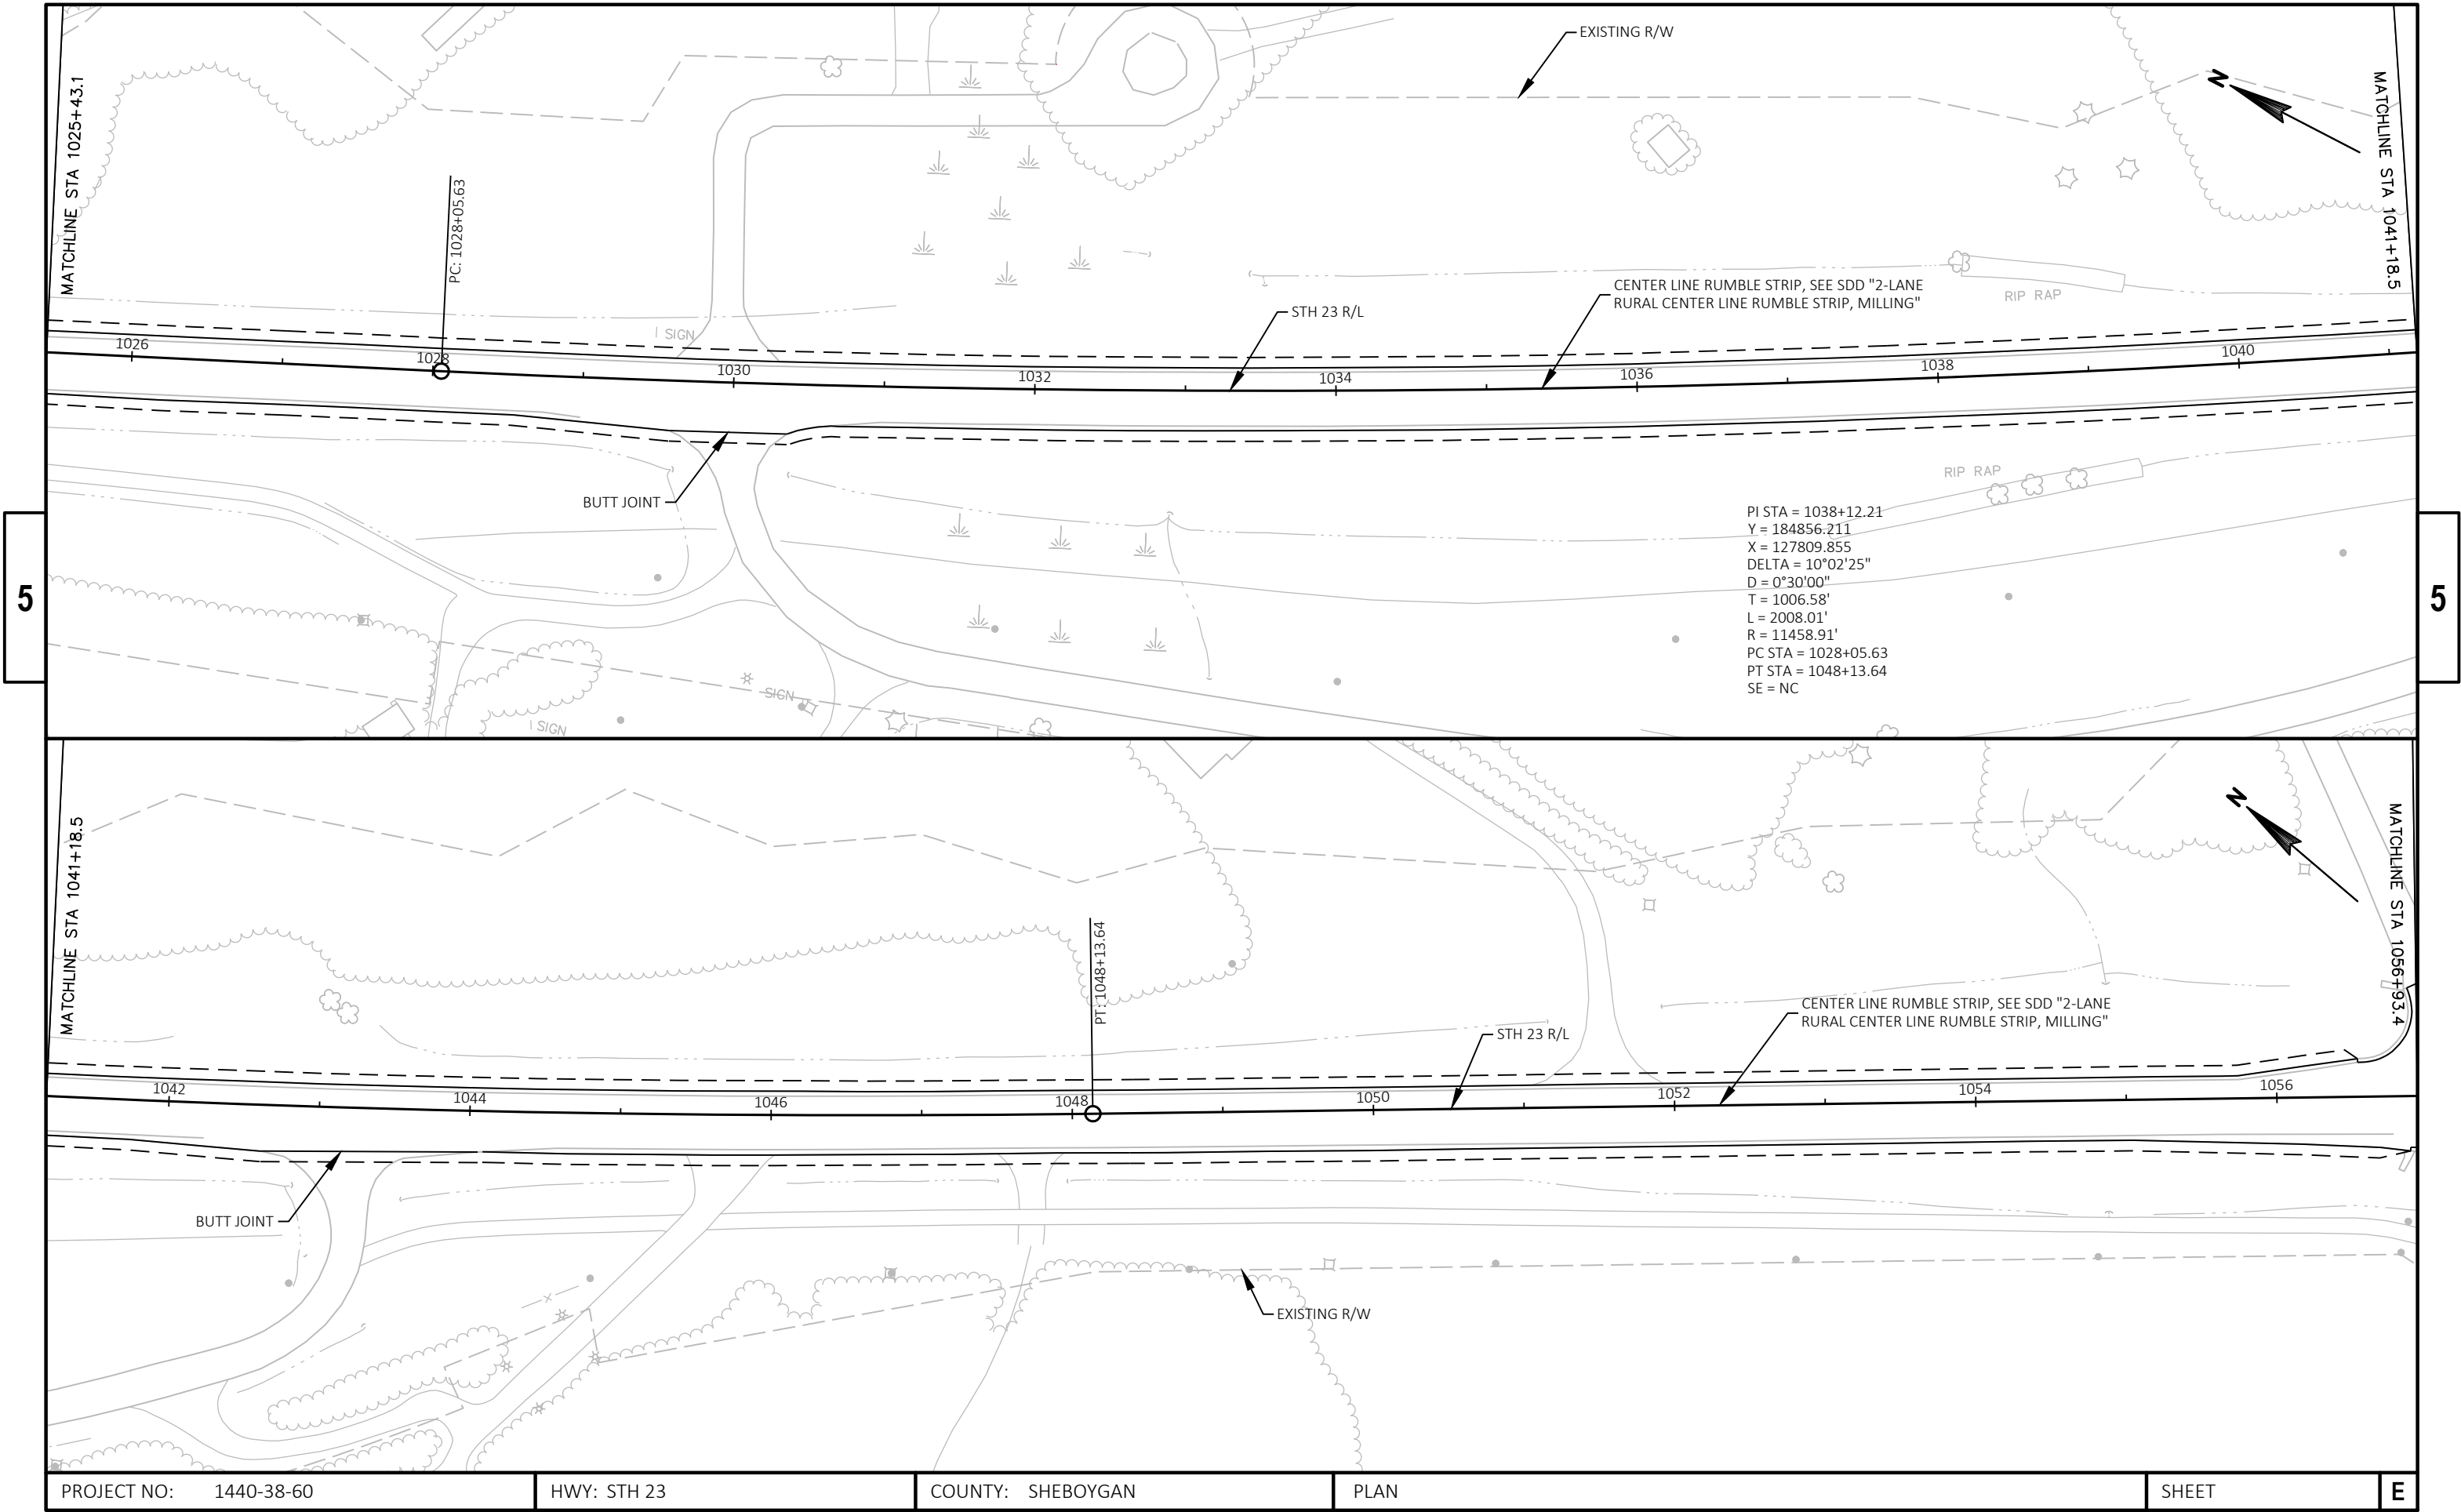 EXISTING R/W
N
MATCHLINE STA 1025+43.1
MATCHLINE STA 1041+18.5
PC: 1028+05.63
CENTER LINE RUMBLE STRIP, SEE SDD "2-LANE
RURAL CENTER LINE RUMBLE STRIP, MILLING"
RIP RAP
STH 23 R/L
SIGN
1026
1028
1030
1032
1034
1036
1038
1040
RIP RAP
BUTT JOINT
PI STA = 1038+12.21
Y = 184856.211
X = 127809.855
DELTA = 10°02'25"
D = 0°30'00"
T = 1006.58'
L = 2008.01'
R = 11458.91'
PC STA = 1028+05.63
PT STA = 1048+13.64
SE = NC
5
5
SIGN
SIGN
N
MATCHLINE STA 1041+18.5
MATCHLINE STA 1056+93.4
PT: 1048+13.64
CENTER LINE RUMBLE STRIP, SEE SDD "2-LANE
RURAL CENTER LINE RUMBLE STRIP, MILLING"
STH 23 R/L
1042
1044
1046
1048
1050
1052
1054
1056
BUTT JOINT
EXISTING R/W
PROJECT NO: 1440-38-60
HWY: STH 23
COUNTY: SHEBOYGAN
PLAN
SHEET
E